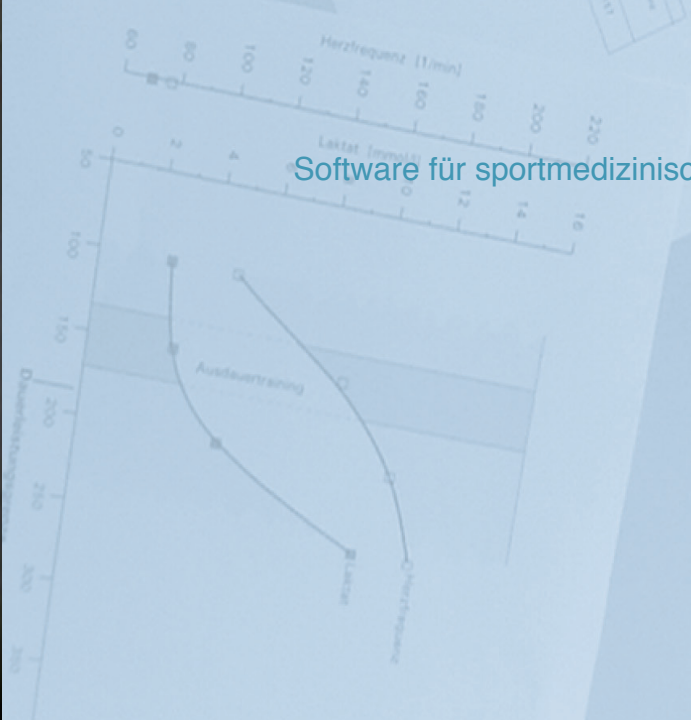 Herzfrequenz [1/min]
60 80 100 120 140 160 180 200 220
Laktat [mmol/l]
0 2 4 6 8 10 12 14 16
Software für sportmedizinisc
50
100
150
200
250
300
350
Ausdauertraining
Laktat
Herzfrequenz